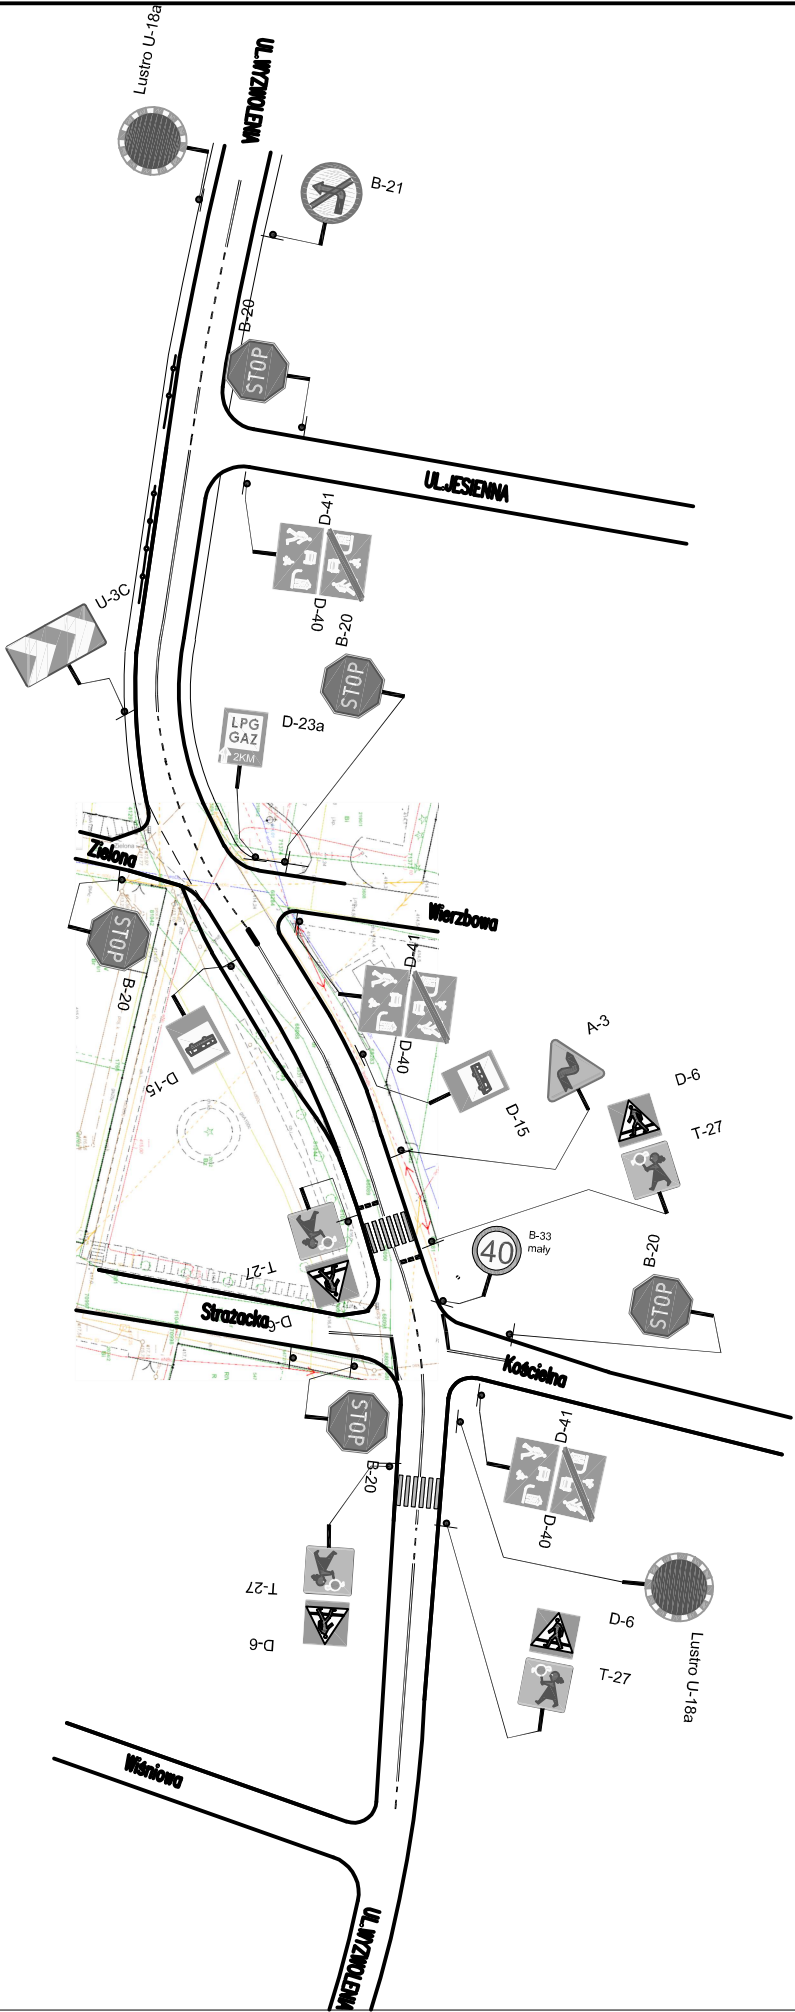 Lustro U-18a
UL.WYZWOLENIA
B-21
B-20
STOP
UL.JESIENNA
D-41
D-40
U-3C
B-20
STOP
LPG
GAZ
2KM
D-23a
Zielona
Wierzbowa
STOP
B-20
D-41
D-40
D-15
D-15
A-3
D-6
T-27
T-27
D-6
40
B-33
mały
B-20
STOP
Strażacka
Kościelna
STOP
B-20
D-41
D-40
T-27
D-6
D-6
T-27
Lustro U-18a
Wiśniowa
UL.WYZWOLENIA